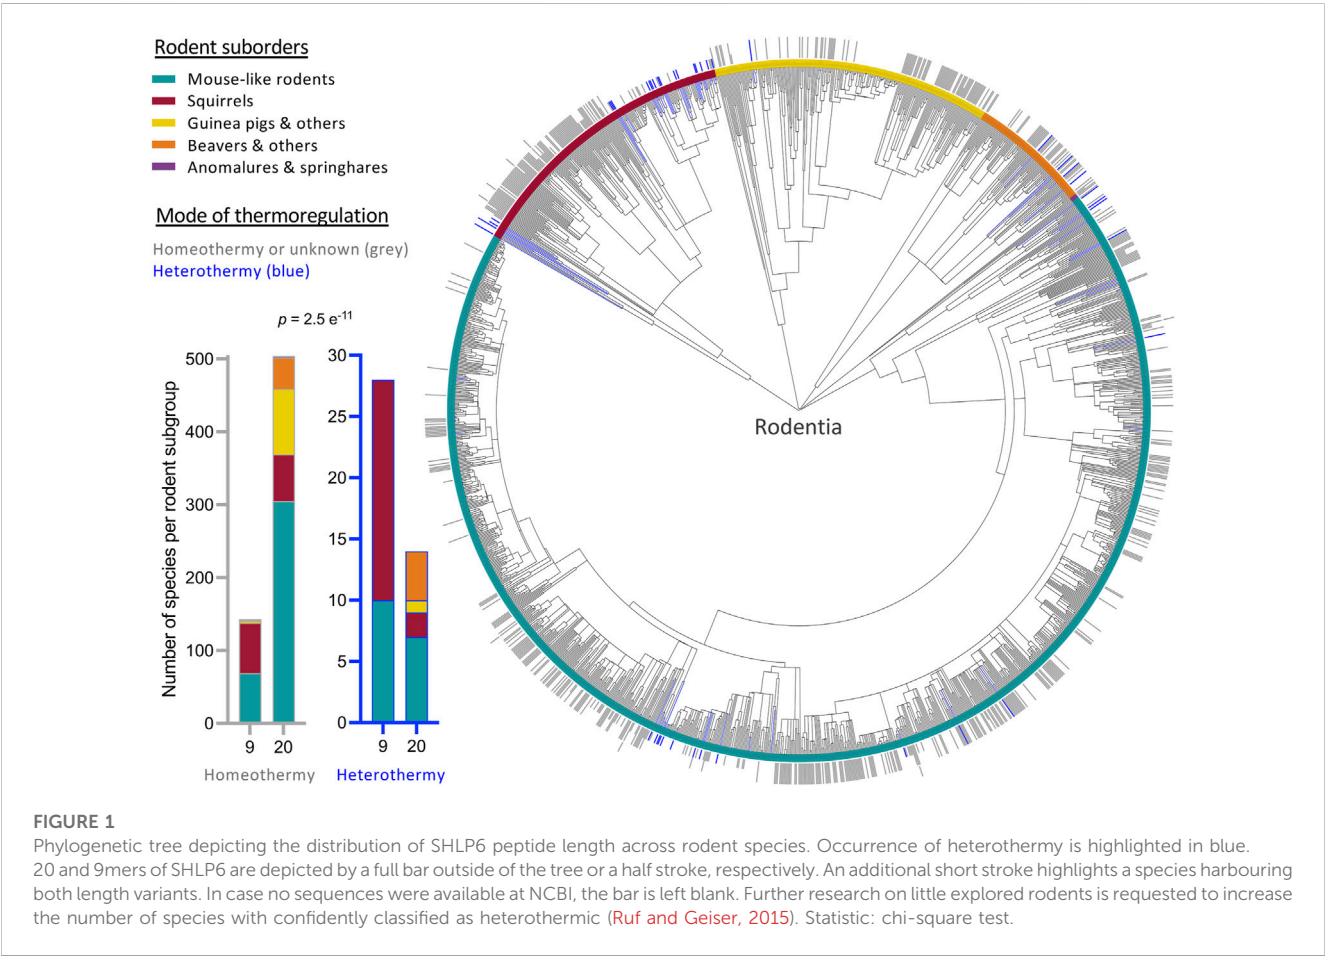 Rodent suborders
Mouse-like rodents
Squirrels
Guinea pigs & others
Beavers & others
Anomalures & springhares
Mode of thermoregulation
Homeothermy or unknown (grey)
Heterothermy (blue)
p = 2.5 e-11
Number of species per rodent subgroup
500
400
300
200
100
0
9 20
Homeothermy
30
25
20
15
10
5
0
9 20
Heterothermy
Rodentia
FIGURE 1
Phylogenetic tree depicting the distribution of SHLP6 peptide length across rodent species. Occurrence of heterothermy is highlighted in blue.
20 and 9mers of SHLP6 are depicted by a full bar outside of the tree or a half stroke, respectively. An additional short stroke highlights a species harbouring
both length variants. In case no sequences were available at NCBI, the bar is left blank. Further research on little explored rodents is requested to increase
the number of species with confidently classified as heterothermic (Ruf and Geiser, 2015). Statistic: chi-square test.